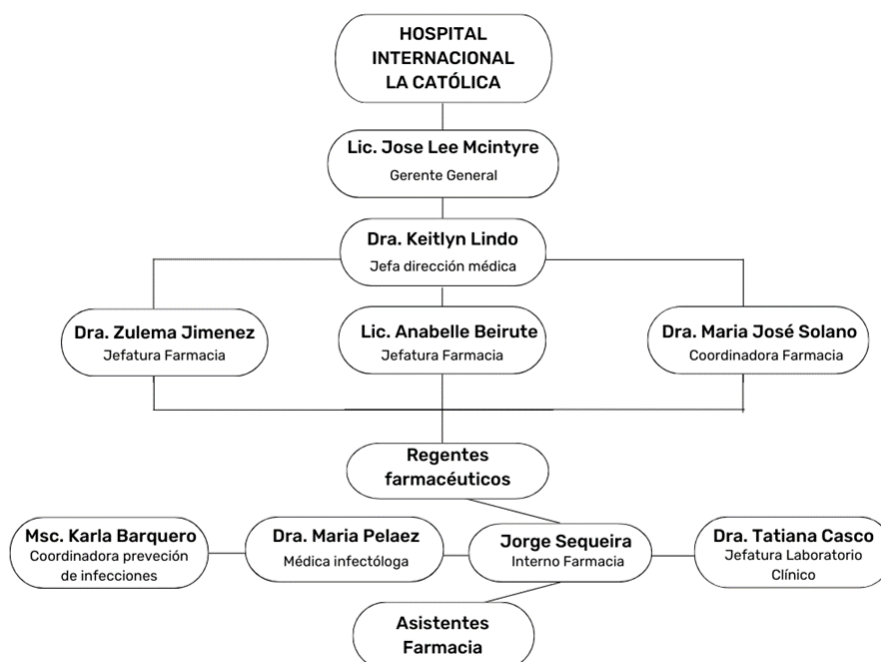 HOSPITAL
INTERNACIONAL
LA CATÓLICA
Lic. Jose Lee Mcintyre
Gerente General
Dra. Keitlyn Lindo
Jefa dirección médica
Dra. Zulema Jimenez
Jefatura Farmacia
Lic. Anabelle Beirute
Jefatura Farmacia
Dra. Maria José Solano
Coordinadora Farmacia
Regentes
farmacéuticos
Msc. Karla Barquero
Coordinadora preveción
de infecciones
Dra. Maria Pelaez
Médica infectóloga
Jorge Sequeira
Interno Farmacia
Dra. Tatiana Casco
Jefatura Laboratorio
Clínico
Asistentes
Farmacia